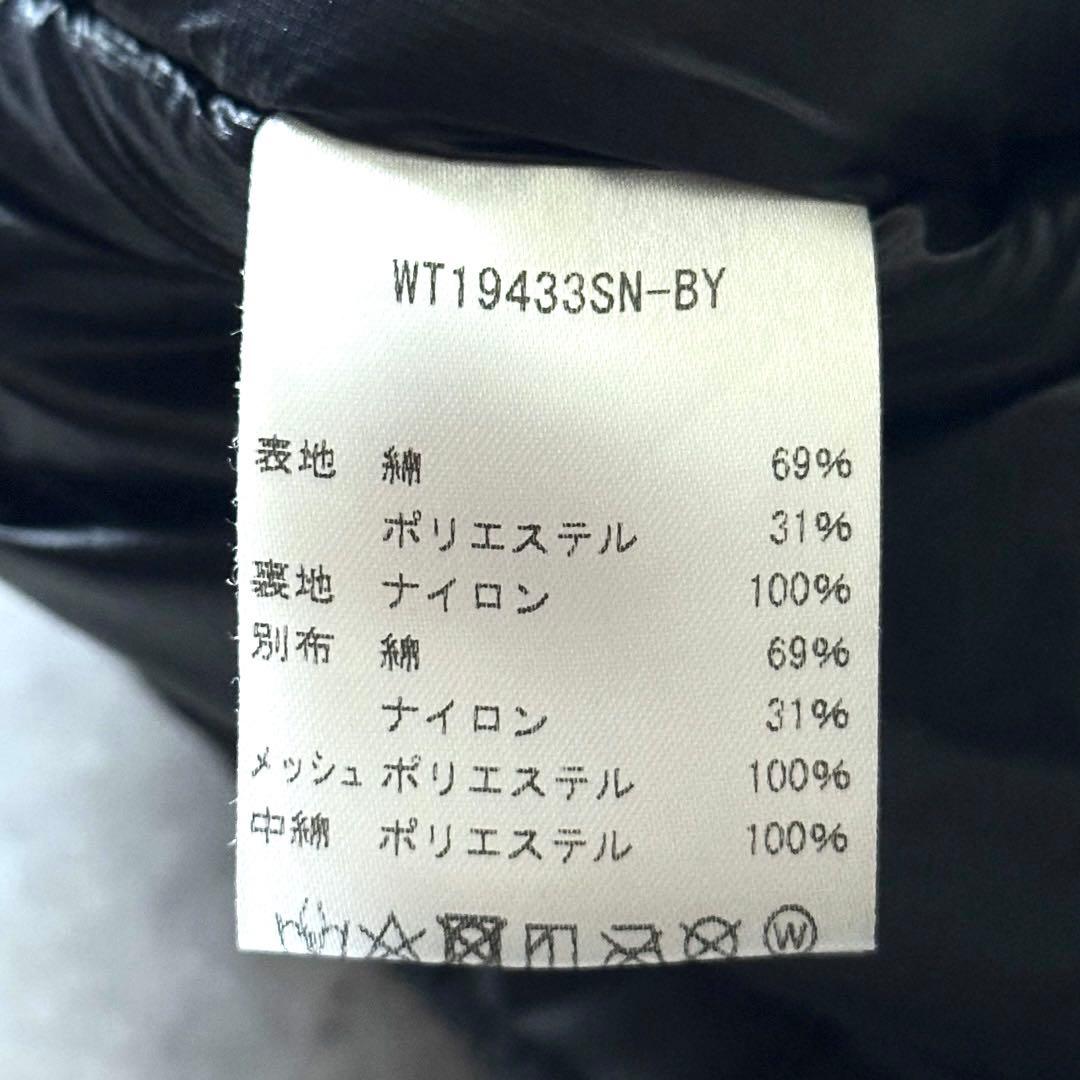 WT19433SN-BY
表地 綿 69%
ポリエステル 31%
裏地 ナイロン 100%
別布 綿 69%
ナイロン 31%
メッシュ ポリエステル 100%
中綿 ポリエステル 100%
W